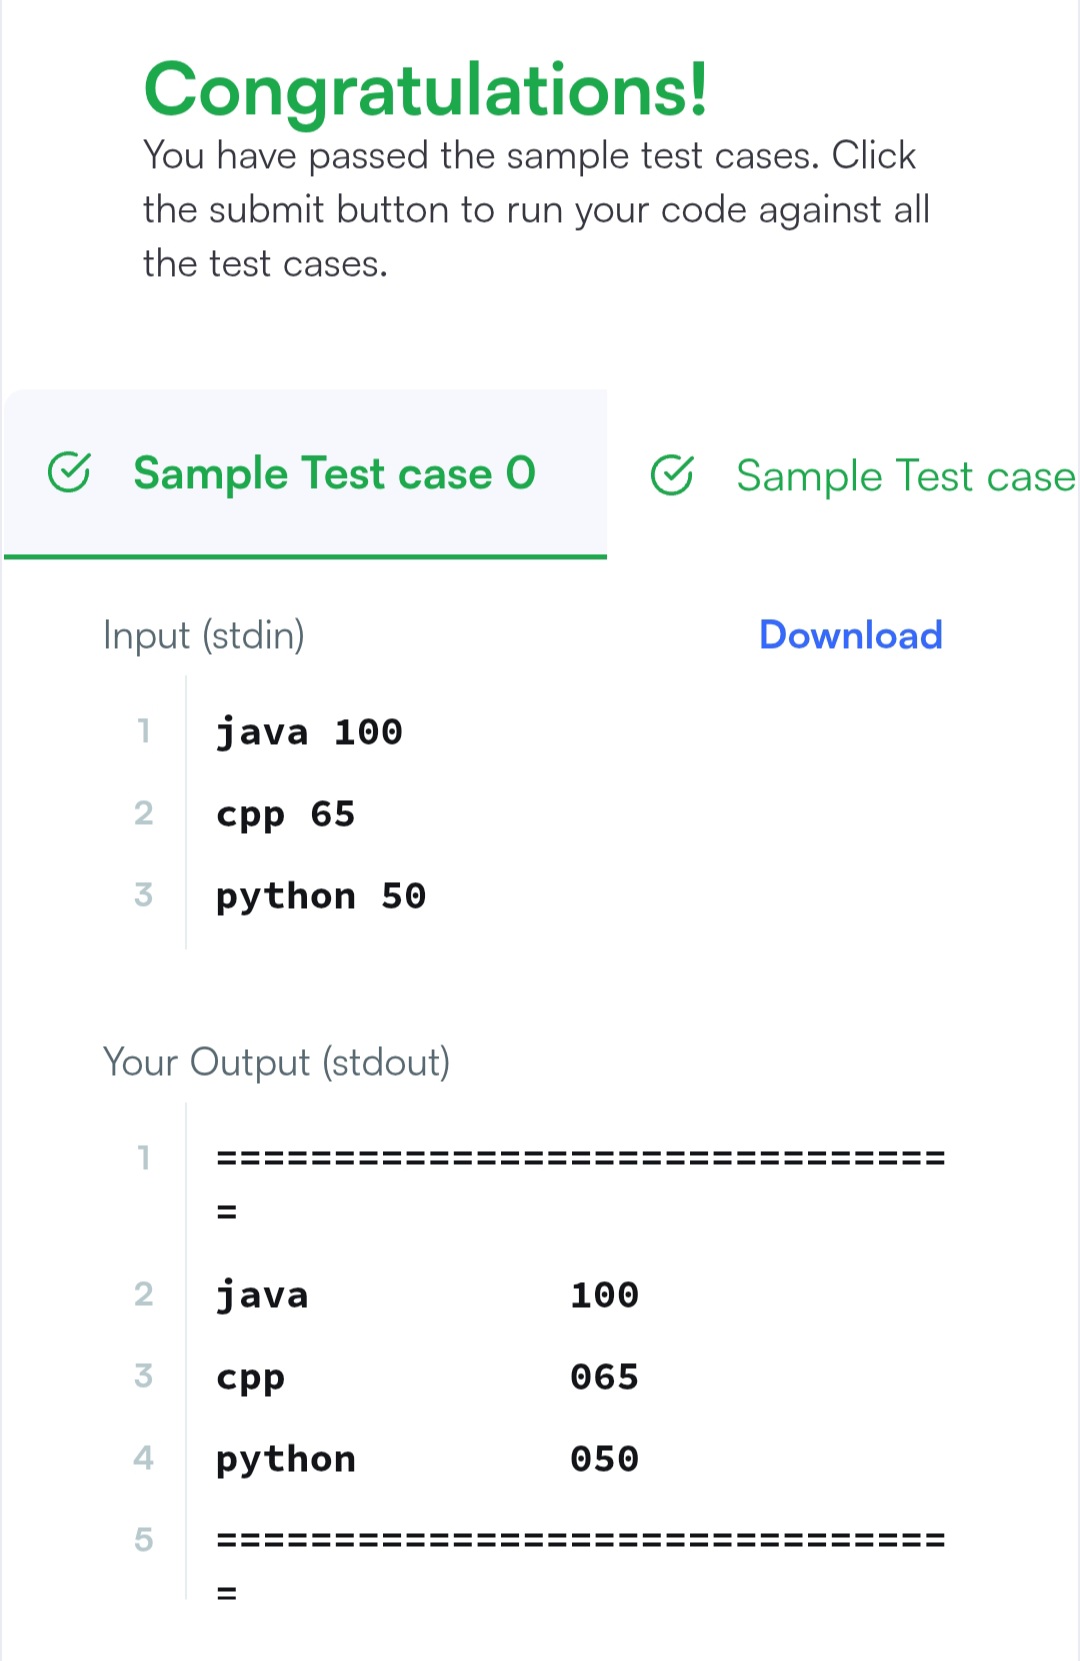 Congratulations!
You have passed the sample test cases. Click
the submit button to run your code against all
the test cases.
Sample Test case 0
Sample Test case
Input (stdin)
Download
1 java 100
2 cpp 65
3 python 50
Your Output (stdout)
1 ===============================
=
2 java           100
3 cpp            065
4 python         050
5 ===============================
=